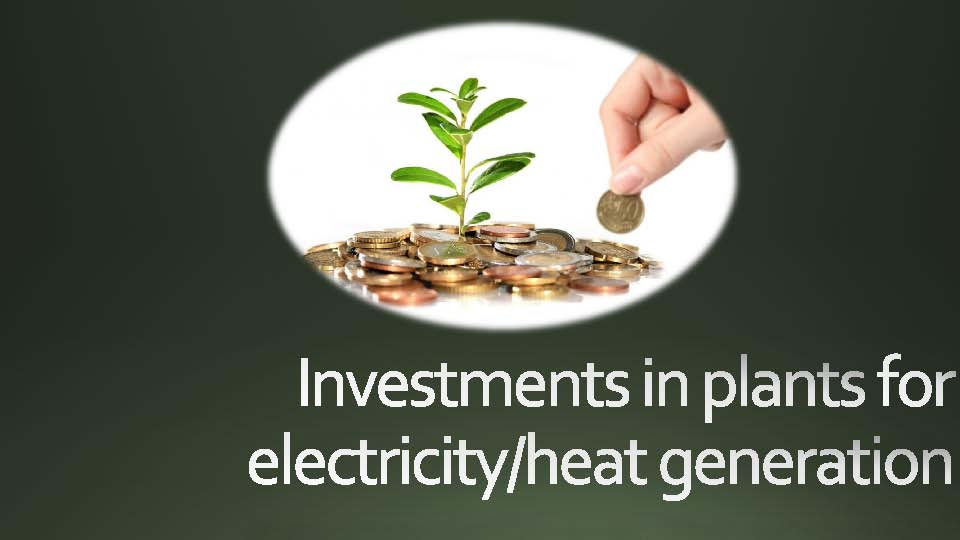 Investments in plants for
electricity/heat generation